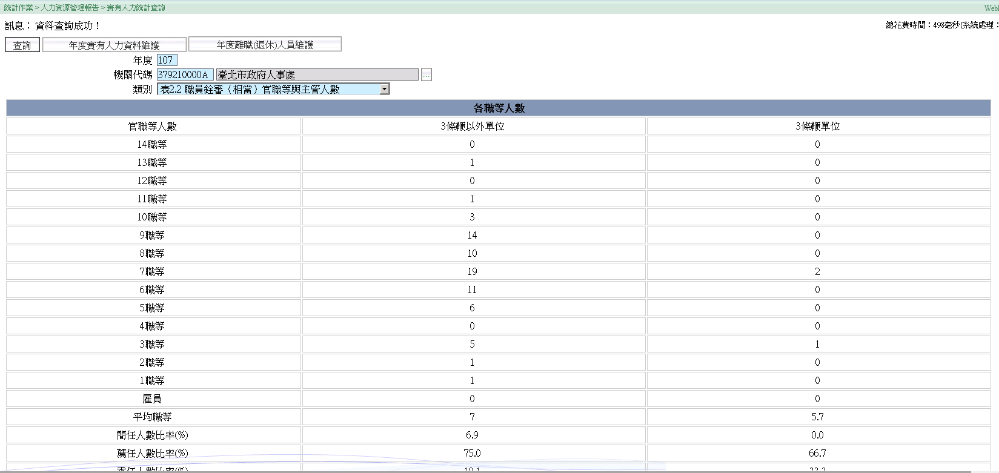 統計作業 > 人力資源管理報告 > 實有人力統計查詢
訊息： 資料查詢成功！
總花費時間：498毫秒(系統處理：
查詢 年度實有人力資料維護 年度離職(退休)人員維護
年度 107
機關代碼 379210000A 臺北市政府人事處 ...
類別 表2.2 職員銓審（相當）官職等與主管人數
各職等人數
官職等人數 3條鞭以外單位 3條鞭單位
14職等 0 0
13職等 1 0
12職等 0 0
11職等 1 0
10職等 3 0
9職等 14 0
8職等 10 0
7職等 19 2
6職等 11 0
5職等 6 0
4職等 0 0
3職等 5 1
2職等 1 0
1職等 1 0
雇員 0 0
平均職等 7 5.7
簡任人數比率(%) 6.9 0.0
薦任人數比率(%) 75.0 66.7
委任人數比率(%) 18.1 33.3